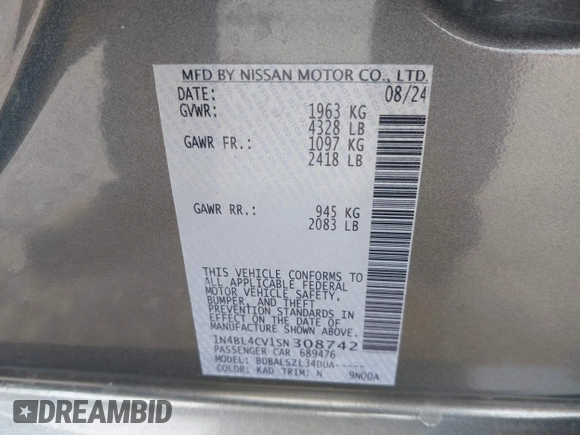 MFD BY NISSAN MOTOR CO., LTD.
DATE: 08/24
GVWR: 1963 KG
4328 LB
GAWR FR.: 1097 KG
2418 LB
GAWR RR.: 945 KG
2083 LB
THIS VEHICLE CONFORMS TO
ALL APPLICABLE FEDERAL
MOTOR VEHICLE SAFETY,
BUMPER, AND THEFT
PREVENTION STANDARDS IN
EFFECT ON THE DATE OF
MANUFACTURE SHOWN ABOVE.
1N4BL4CV1SN308742
PASSENGER CAR 689476
MODEL: BDBALSZL34DUA-----
COLOR: KAD TRIM: N 9N00A
DREAMBID